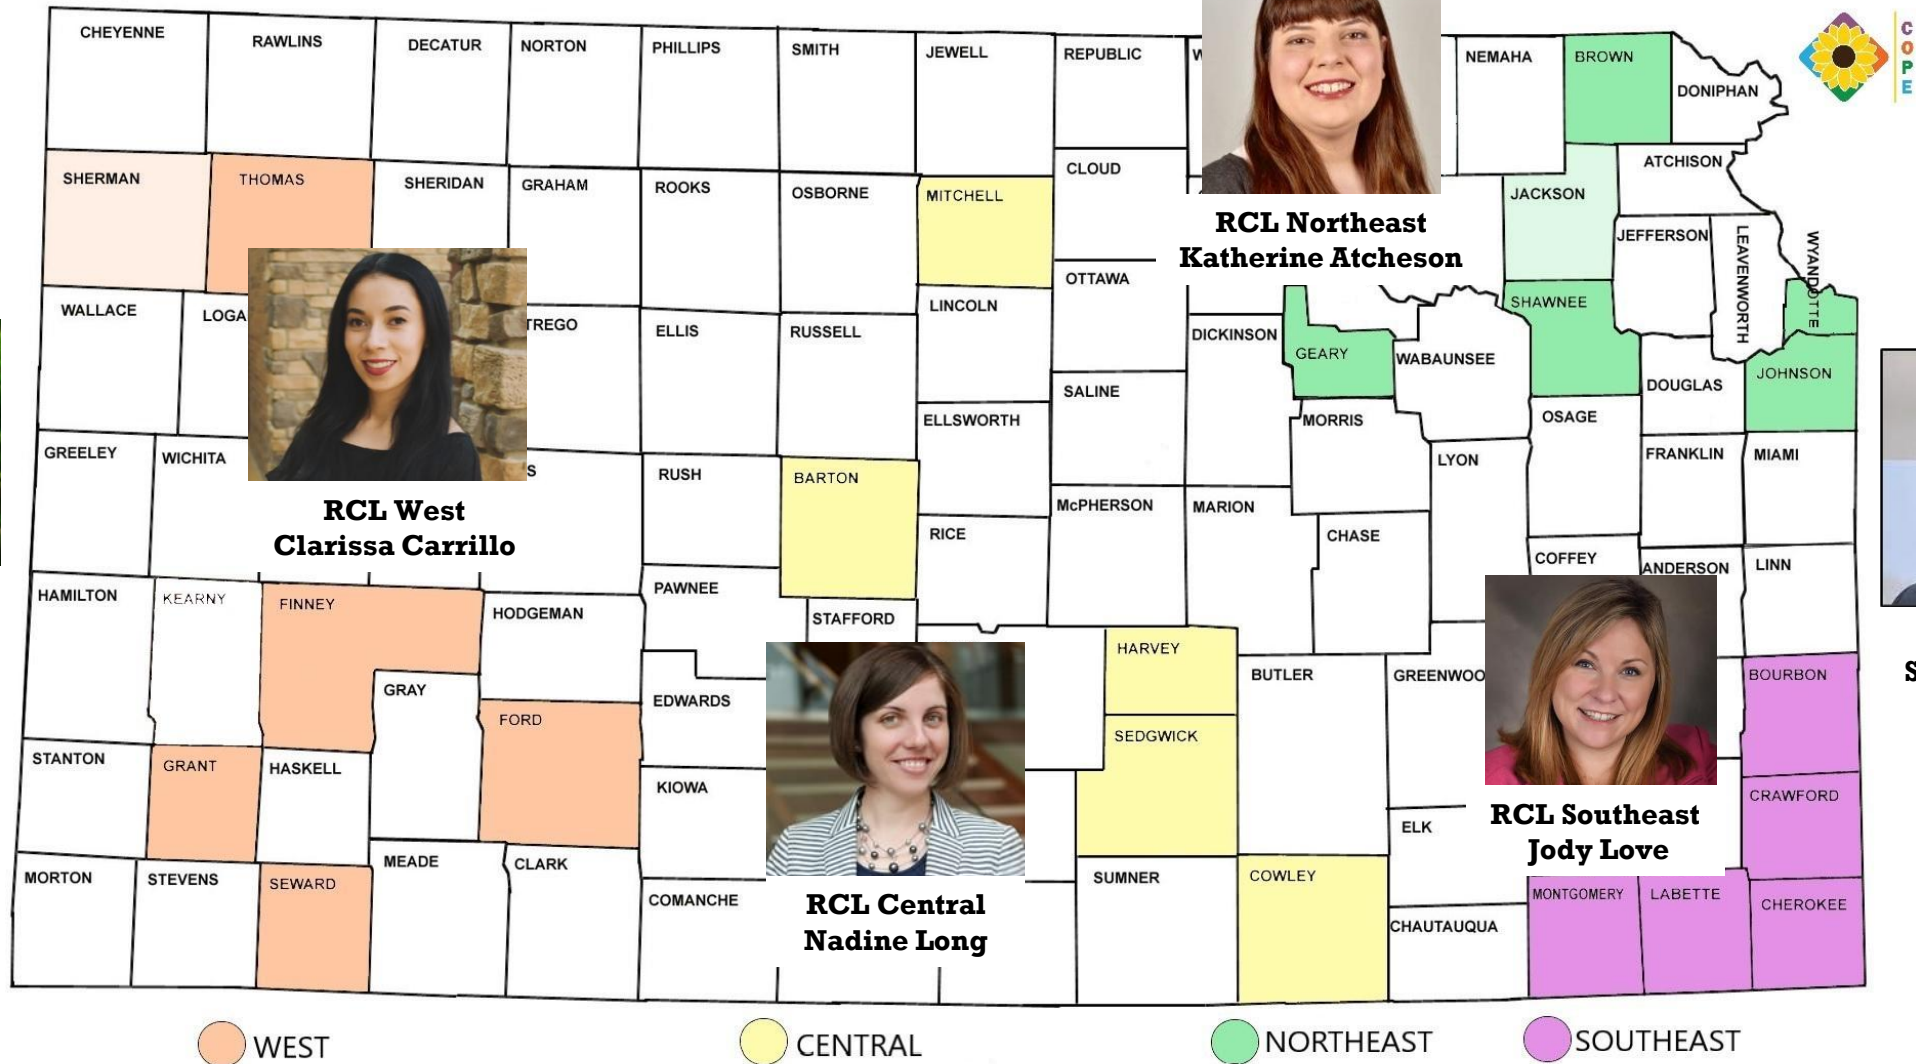 CHEYENNE
RAWLINS
DECATUR
NORTON
PHILLIPS
SMITH
JEWELL
REPUBLIC
W
NEMAHA
BROWN
DONIPHAN
C
O
P
E
SHERMAN
THOMAS
SHERIDAN
GRAHAM
ROOKS
OSBORNE
MITCHELL
CLOUD
JACKSON
ATCHISON
RCL Northeast
Katherine Atcheson
JEFFERSON
LEAVENWORTH
WYANDOTTE
WALLACE
LOGA
TREGO
ELLIS
RUSSELL
LINCOLN
OTTAWA
DICKINSON
GEARY
WABAUNSEE
SHAWNEE
DOUGLAS
JOHNSON
SALINE
GREELEY
WICHITA
S
RUSH
BARTON
ELLSWORTH
MORRIS
OSAGE
LYON
FRANKLIN
MIAMI
RCL West
Clarissa Carrillo
RICE
McPHERSON
MARION
CHASE
COFFEY
ANDERSON
LINN
HAMILTON
KEARNY
FINNEY
HODGEMAN
PAWNEE
STAFFORD
HARVEY
BUTLER
GREENWOO
BOURBON
S
GRAY
FORD
EDWARDS
SEDGWICK
STANTON
GRANT
HASKELL
KIOWA
ELK
RCL Southeast
Jody Love
CRAWFORD
MORTON
STEVENS
SEWARD
MEADE
CLARK
COMANCHE
RCL Central
Nadine Long
SUMNER
COWLEY
CHAUTAUQUA
MONTGOMERY
LABETTE
CHEROKEE
WEST
CENTRAL
NORTHEAST
SOUTHEAST